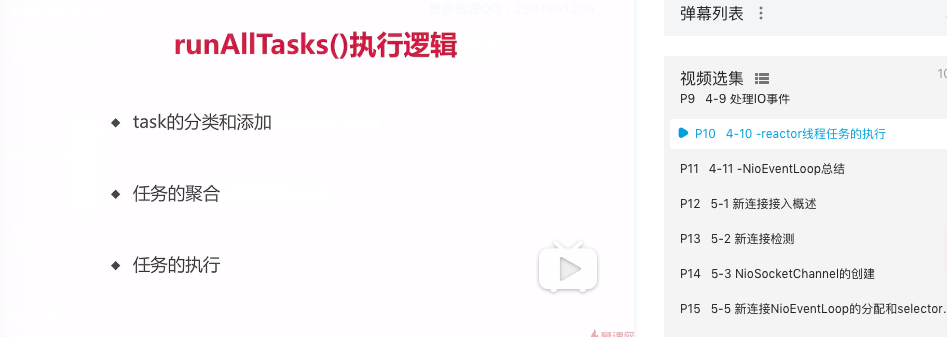 runAllTasks()执行逻辑
task的分类和添加
任务的聚合
任务的执行
弹幕列表
视频选集
P9 4-9 处理IO事件
P10 4-10 -reactor线程任务的执行
P11 4-11 -NioEventLoop总结
P12 5-1 新连接接入概述
P13 5-2 新连接检测
P14 5-3 NioSocketChannel的创建
P15 5-5 新连接NioEventLoop的分配和selector...